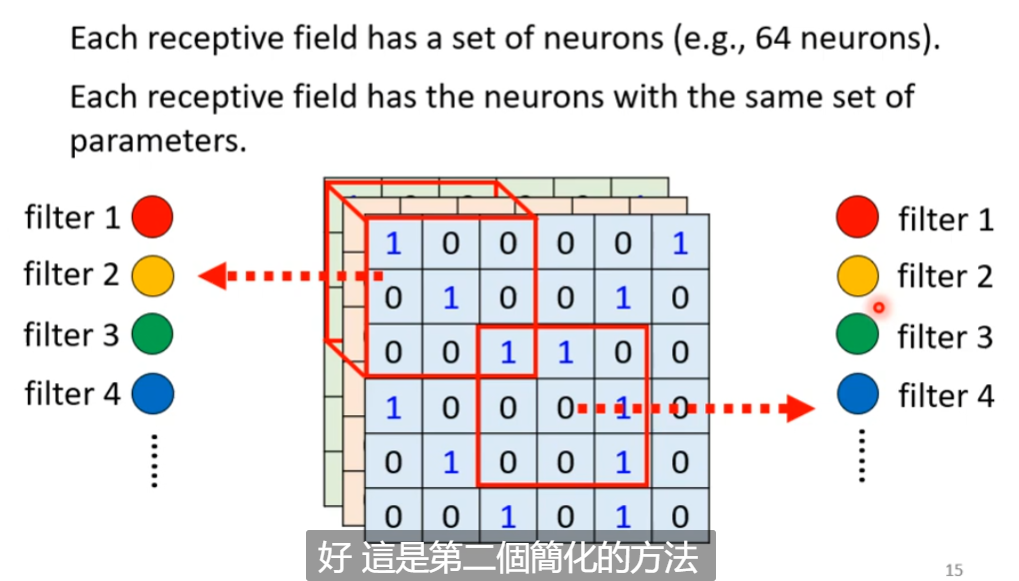 Each receptive field has a set of neurons (e.g., 64 neurons).
Each receptive field has the neurons with the same set of
parameters.
filter 1
filter 2
filter 3
filter 4
1 0 0 0 0 1
0 1 0 0 1 0
0 0 1 1 0 0
1 0 0 0 1 0
0 1 0 0 1 0
0 0 1 0 1 0
filter 1
filter 2
filter 3
filter 4
好 這是第二個簡化的方法
15